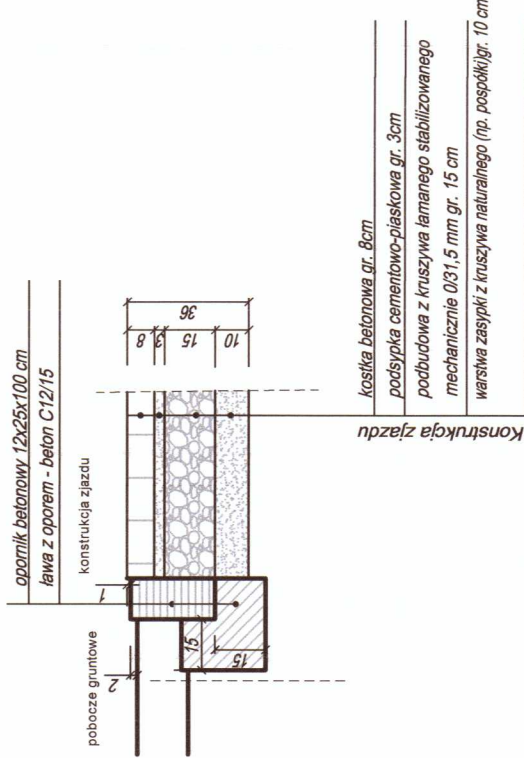 opornik betonowy 12x25x100 cm
ława z oporem - beton C12/15
konstrukcja zjazdu
pobocze gruntowe
1
2
8
3
15
10
36
15
15
Konstrukcja zjazdu
kostka betonowa gr. 8cm
podsypka cementowo-piaskowa gr. 3cm
podbudowa z kruszywa łamanego stabilizowanego
mechanicznie 0/31,5 mm gr. 15 cm
warstwa zasypki z kruszywa naturalnego (np. pospółki)gr. 10 cm